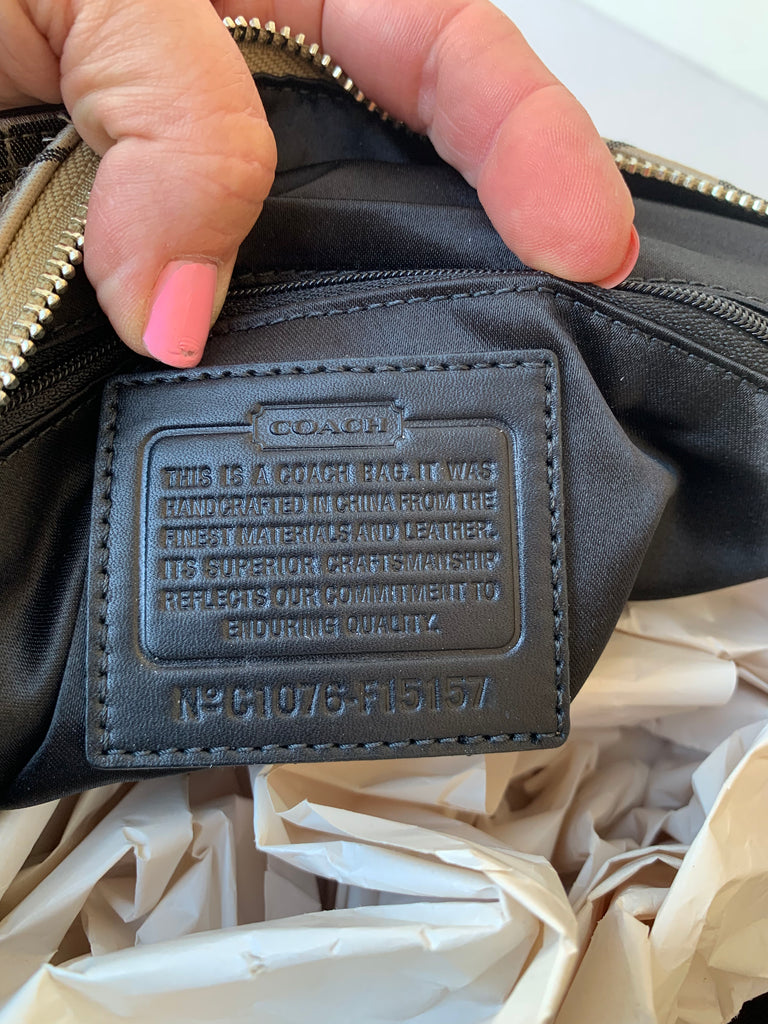 COACH
THIS IS A COACH BAG. IT WAS
HANDCRAFTED IN CHINA FROM THE
FINEST MATERIALS AND LEATHER.
ITS SUPERIOR CRAFTSMANSHIP
REFLECTS OUR COMMITMENT TO
ENDURING QUALITY.
Nº C1076-F15157